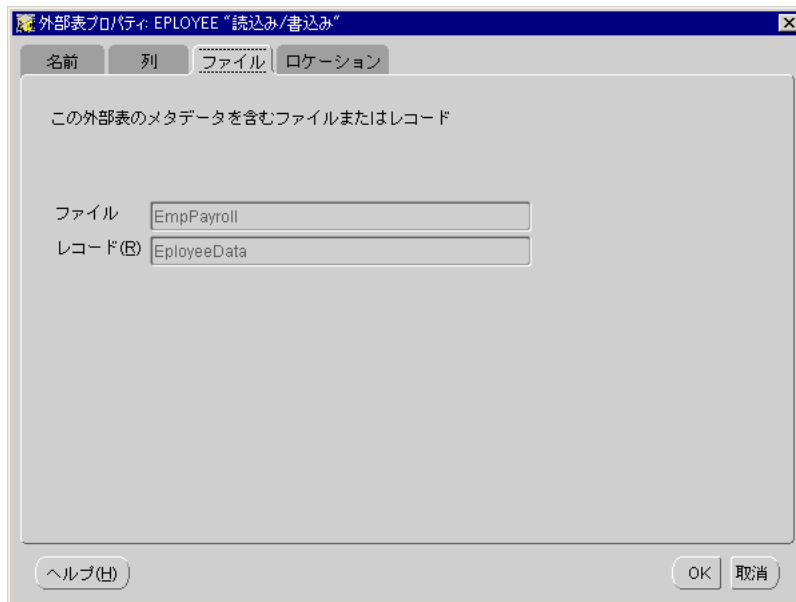 外部表プロパティ: EPLOYEE “読込み/書込み“
名前 列 ファイル ロケーション
この外部表のメタデータを含むファイルまたはレコード
ファイル EmpPayroll
レコード(R) EployeeData
ヘルプ(H) OK 取消